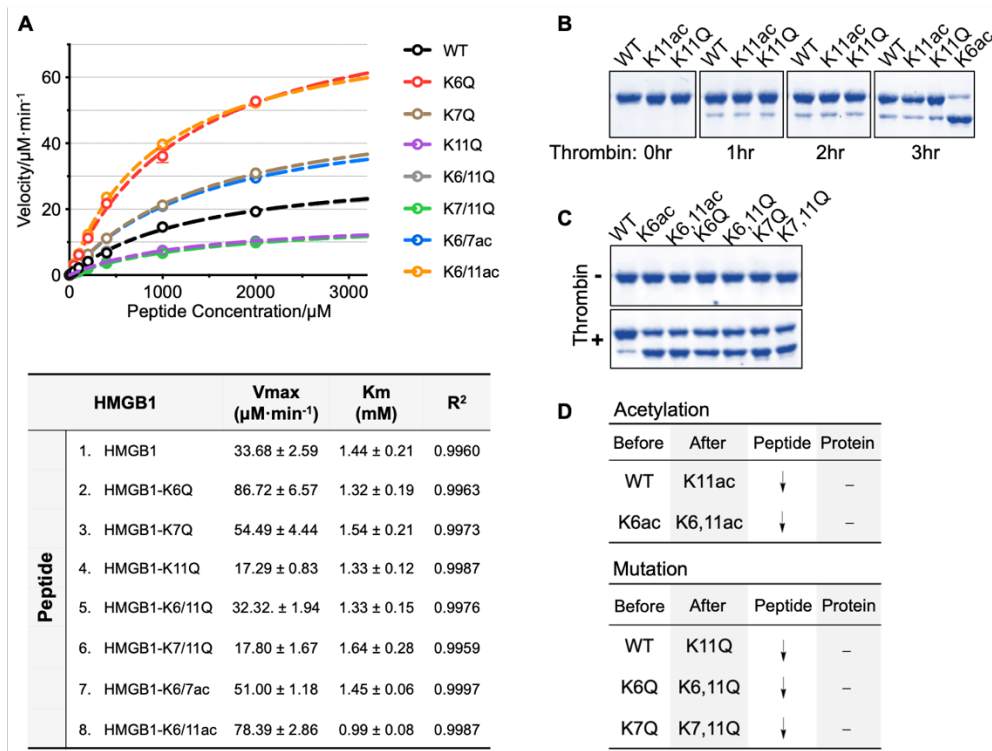 A
Velocity/µM·min⁻¹
60
40
20
0
0
1000
2000
3000
Peptide Concentration/µM
WT
K6Q
K7Q
K11Q
K6/11Q
K7/11Q
K6/7ac
K6/11ac
HMGB1 Vmax (µM·min⁻¹) Km (mM) R²
Peptide
1. HMGB1 33.68 ± 2.59 1.44 ± 0.21 0.9960
2. HMGB1-K6Q 86.72 ± 6.57 1.32 ± 0.19 0.9963
3. HMGB1-K7Q 54.49 ± 4.44 1.54 ± 0.21 0.9973
4. HMGB1-K11Q 17.29 ± 0.83 1.33 ± 0.12 0.9987
5. HMGB1-K6/11Q 32.32. ± 1.94 1.33 ± 0.15 0.9976
6. HMGB1-K7/11Q 17.80 ± 1.67 1.64 ± 0.28 0.9959
7. HMGB1-K6/7ac 51.00 ± 1.18 1.45 ± 0.06 0.9997
8. HMGB1-K6/11ac 78.39 ± 2.86 0.99 ± 0.08 0.9987
B
WT K11ac K11Q WT K11ac K11Q WT K11ac K11Q WT K11ac K11Q K6ac
Thrombin: 0hr 1hr 2hr 3hr
C
WT K6ac K6,11ac K6Q K6,11Q K7Q K7,11Q
Thrombin
-
+
D
Acetylation
Before After Peptide Protein
WT K11ac ↓ –
K6ac K6,11ac ↓ –
Mutation
Before After Peptide Protein
WT K11Q ↓ –
K6Q K6,11Q ↓ –
K7Q K7,11Q ↓ –